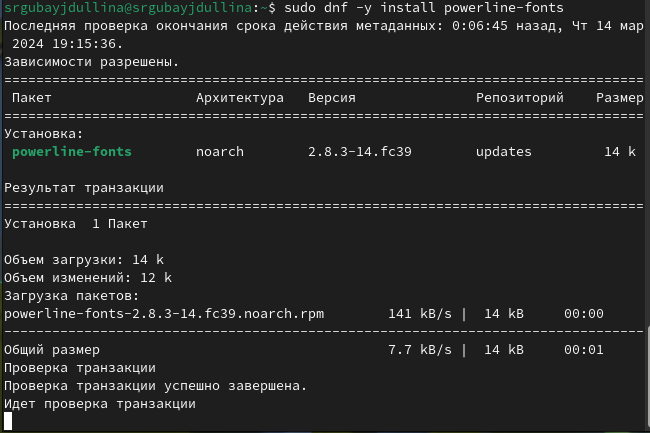 srgubayjdullina@srgubayjdullina:~$ sudo dnf -y install powerline-fonts
Последняя проверка окончания срока действия метаданных: 0:06:45 назад, Чт 14 мар
 2024 19:15:36.
Зависимости разрешены.
================================================================================
 Пакет                  Архитектура   Версия               Репозиторий    Размер
================================================================================
Установка:
 powerline-fonts        noarch        2.8.3-14.fc39        updates         14 k

Результат транзакции
================================================================================
Установка  1 Пакет

Объем загрузки: 14 k
Объем изменений: 12 k
Загрузка пакетов:
powerline-fonts-2.8.3-14.fc39.noarch.rpm        141 kB/s |  14 kB     00:00
--------------------------------------------------------------------------------
Общий размер                                    7.7 kB/s |  14 kB     00:01
Проверка транзакции
Проверка транзакции успешно завершена.
Идет проверка транзакции